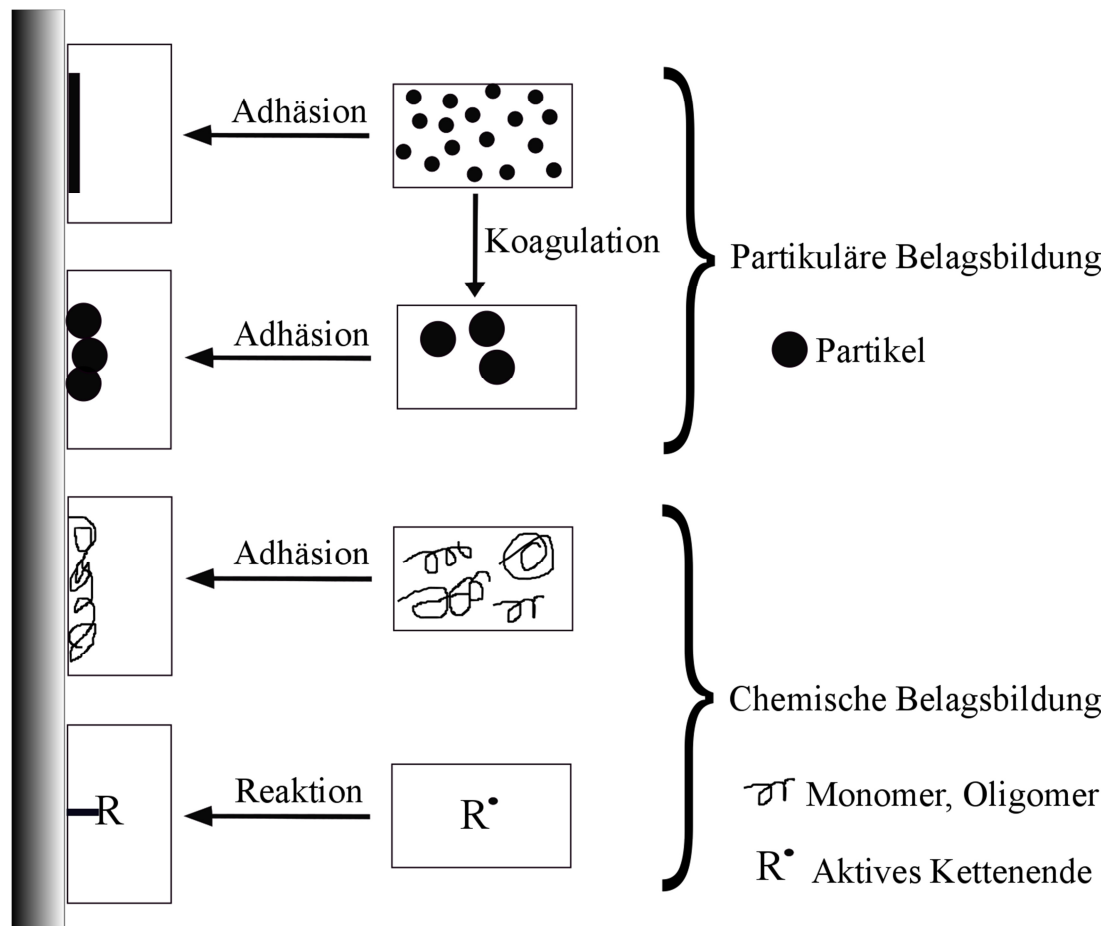 Adhäsion
Koagulation
Adhäsion
Partikuläre Belagsbildung
Partikel
Adhäsion
Reaktion
R
R•
Chemische Belagsbildung
Monomer, Oligomer
R• Aktives Kettenende